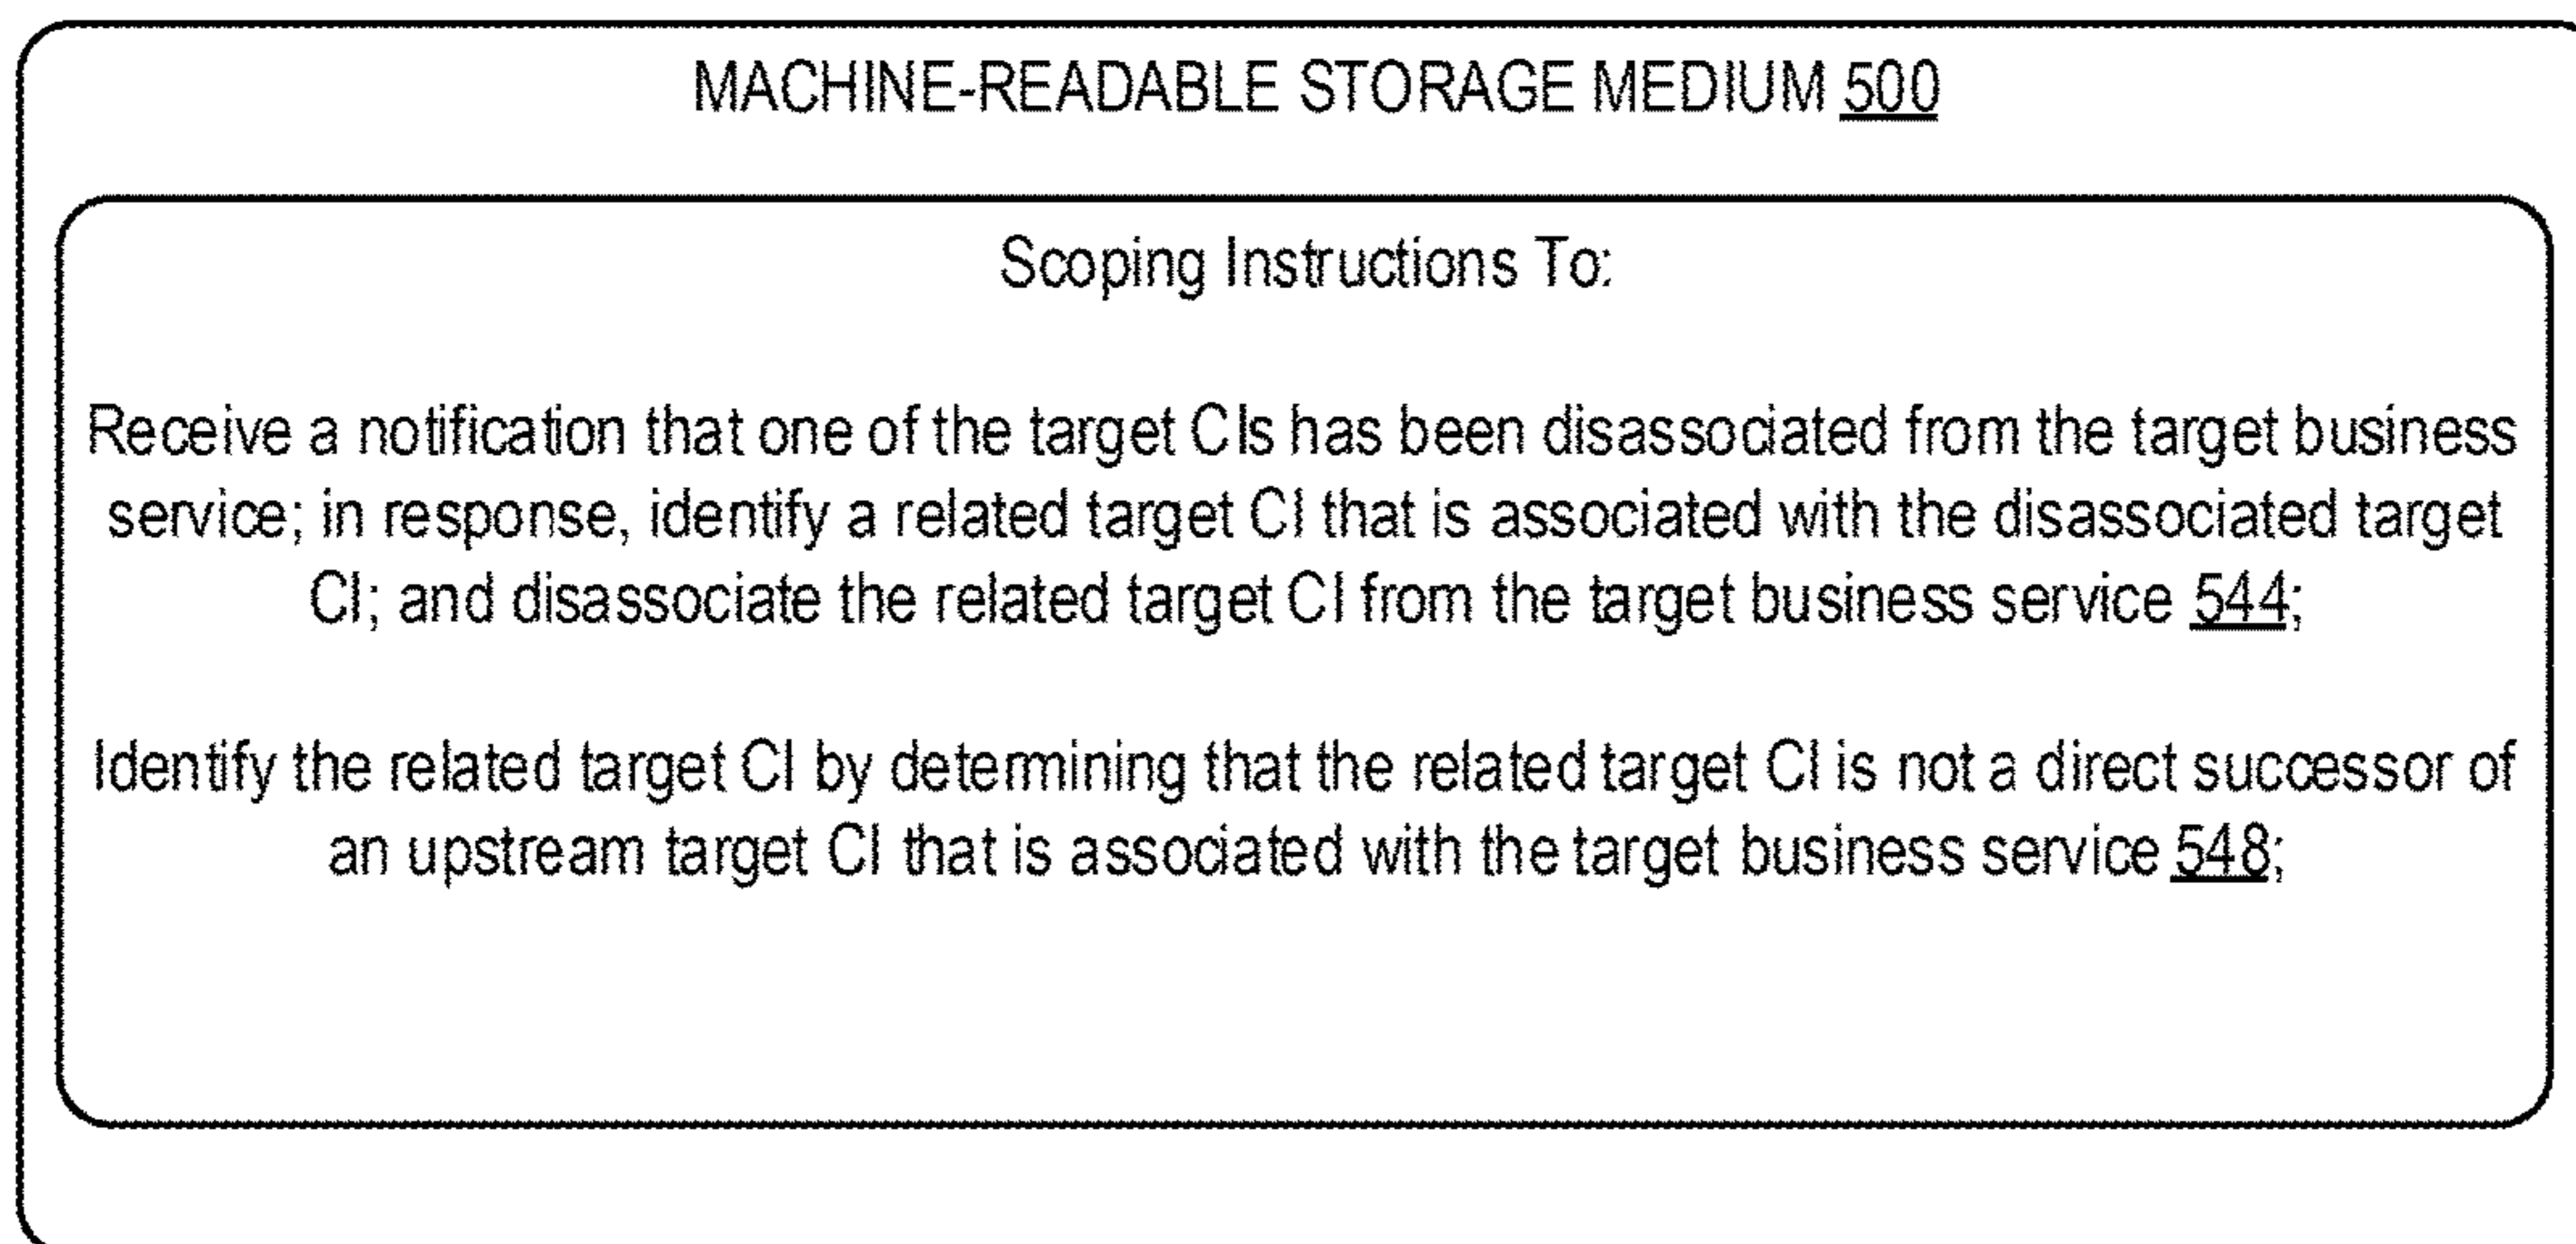 MACHINE-READABLE STORAGE MEDIUM 500
Scoping Instructions To:
Receive a notification that one of the target CIs has been disassociated from the target business
service; in response, identify a related target CI that is associated with the disassociated target
CI; and disassociate the related target CI from the target business service 544;
Identify the related target CI by determining that the related target CI is not a direct successor of
an upstream target CI that is associated with the target business service 548;